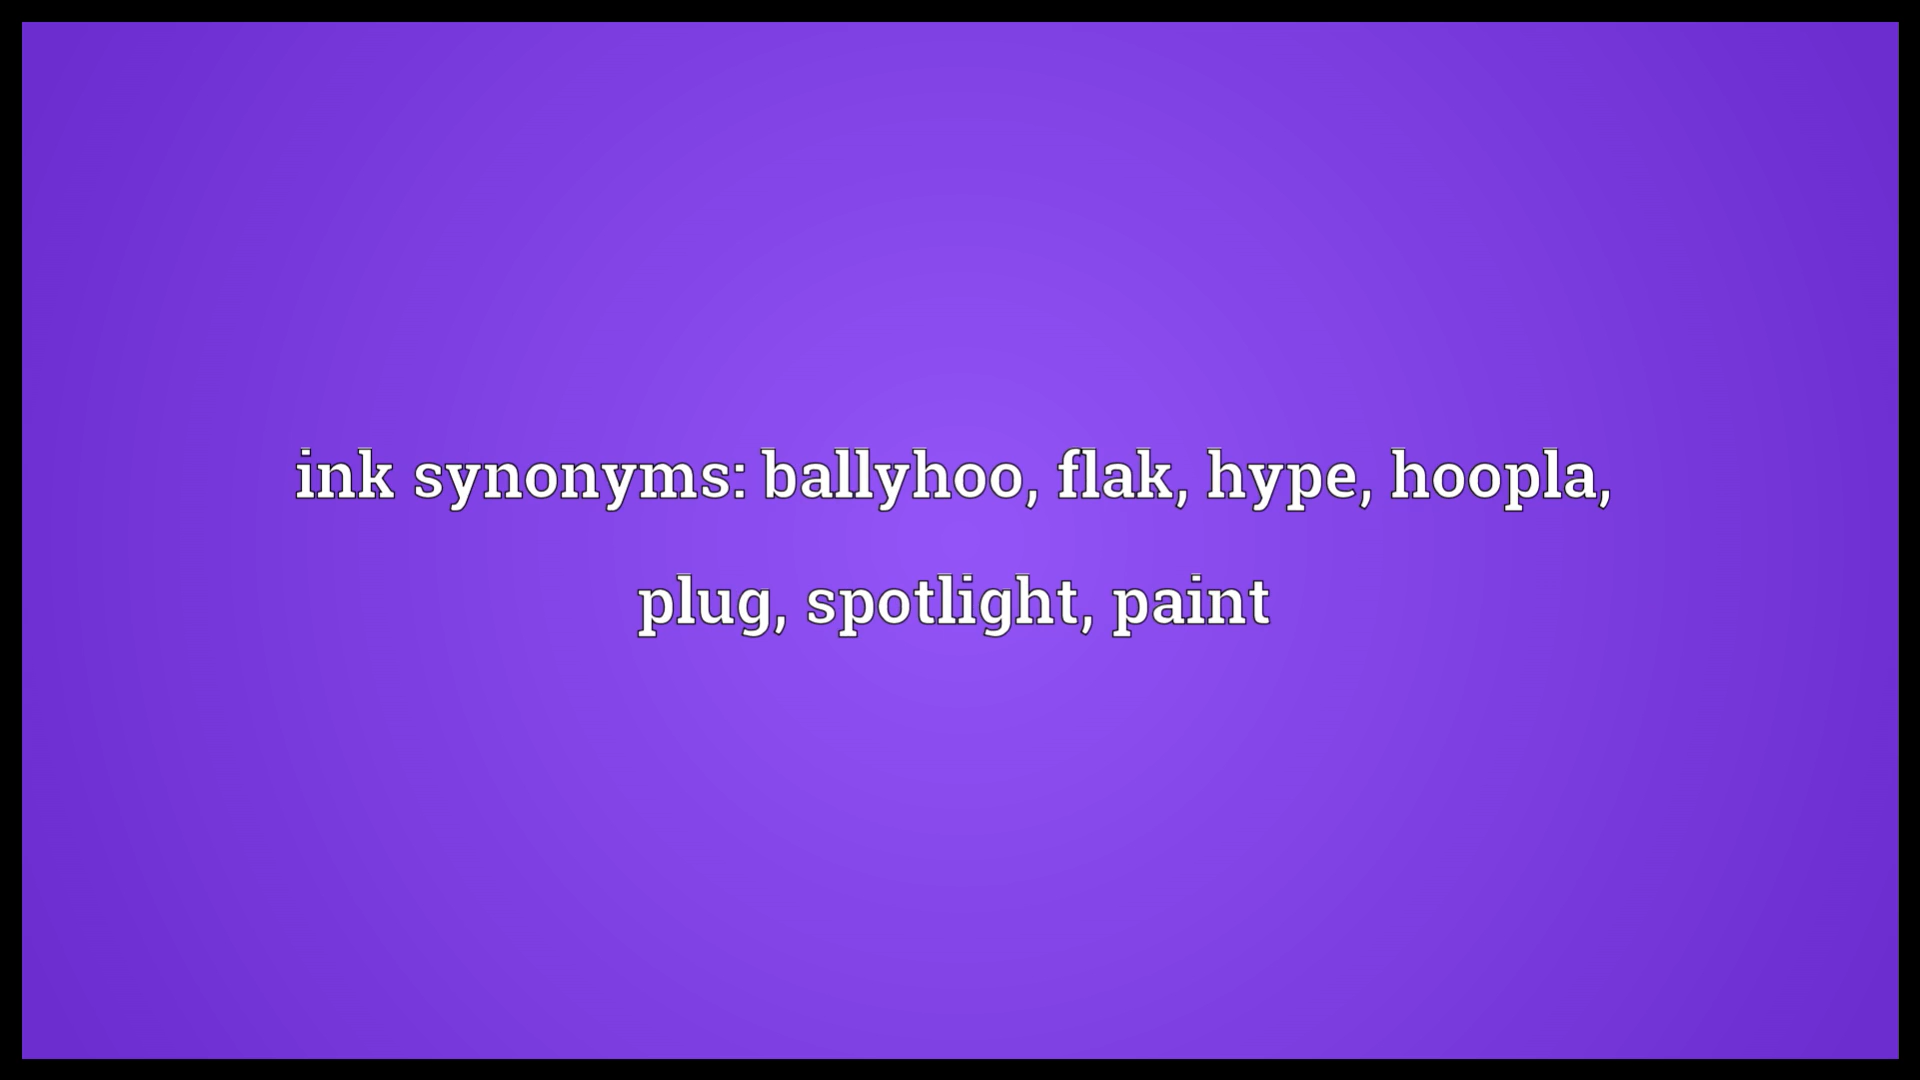 ink synonyms: ballyhoo, flak, hype, hoopla,
plug, spotlight, paint